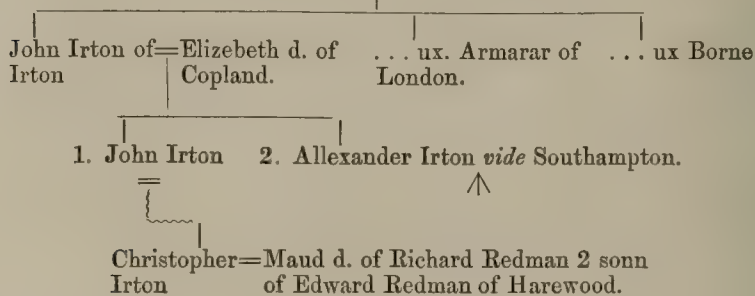 John Irton of=Elizebeth d. of ... ux. Armarar of ... ux Borne
Irton Copland. London.
1. John Irton 2. Allexander Irton vide Southampton.
=
Christopher=Maud d. of Richard Redman 2 sonn
Irton of Edward Redman of Harewood.